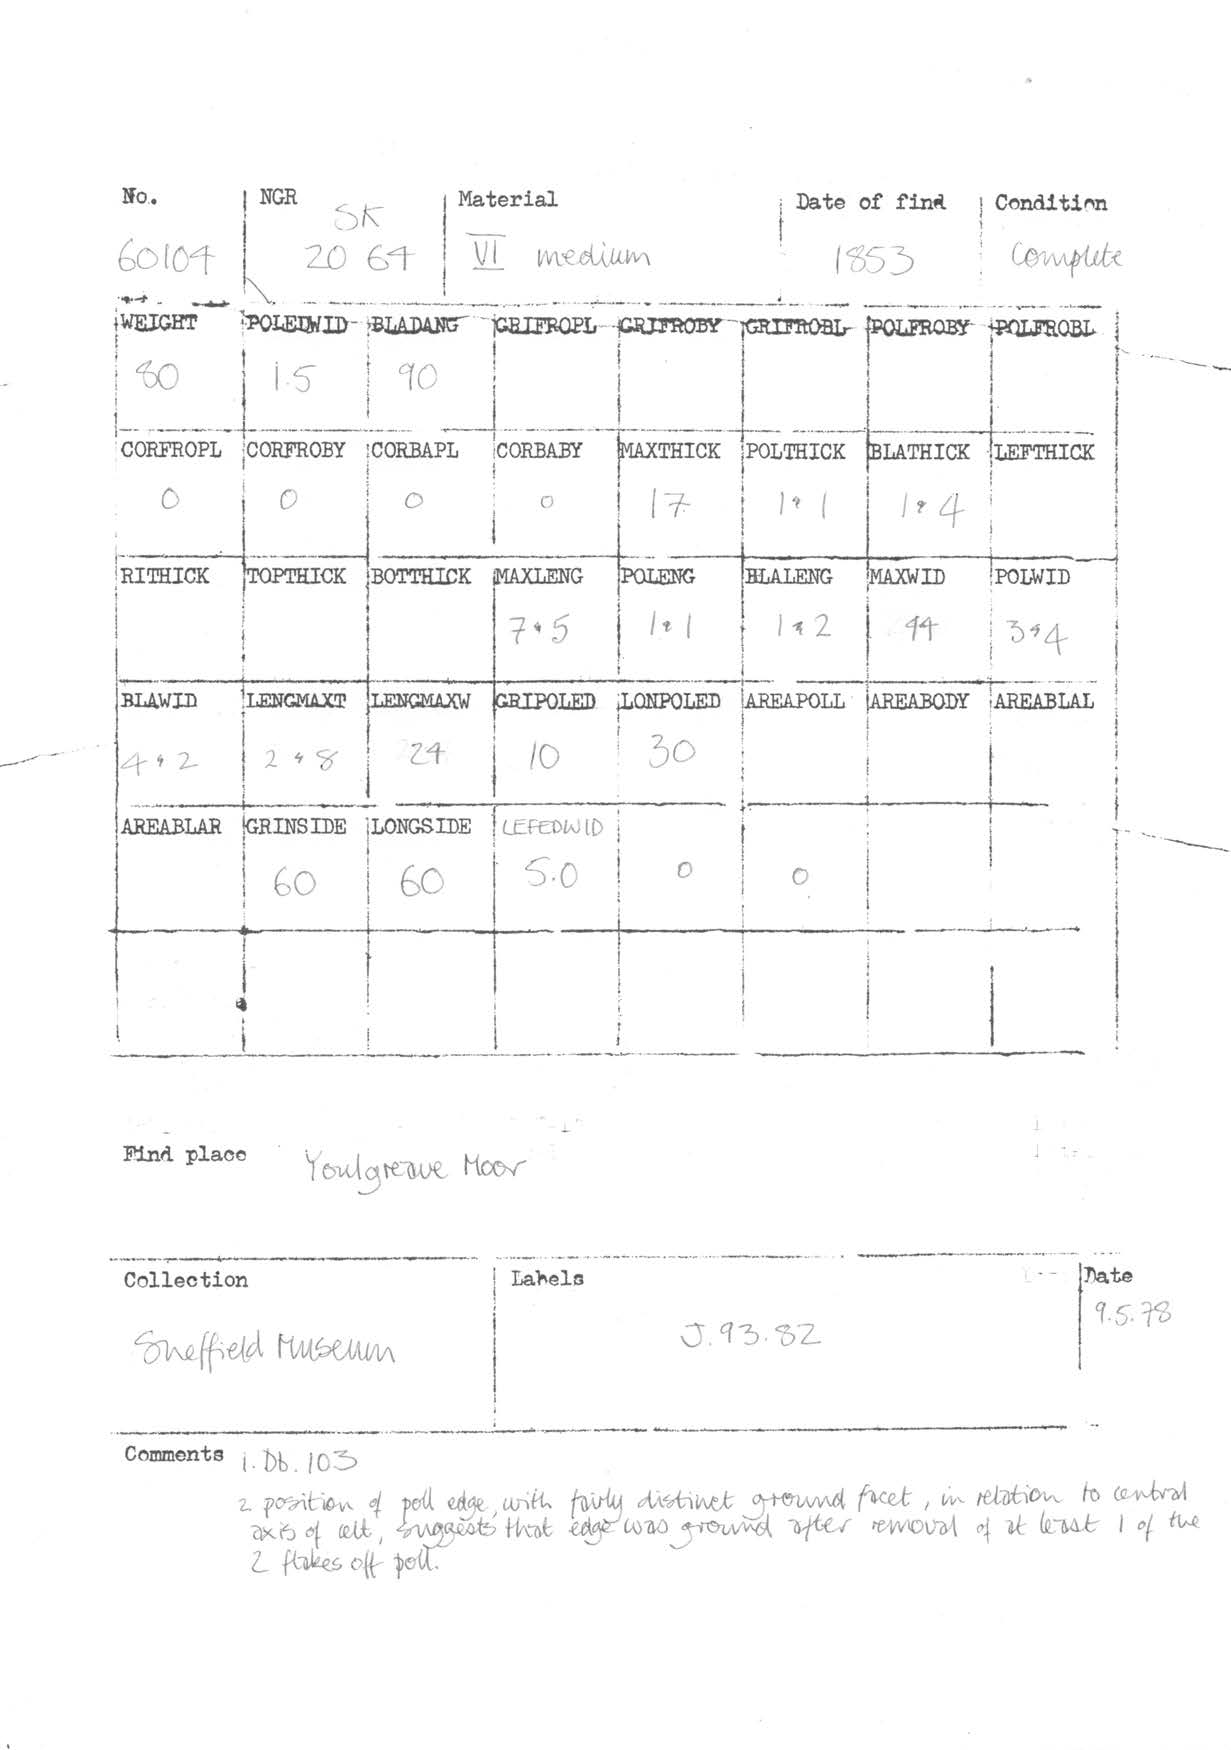 No. NGR Material Date of find Condition
SK
60104 20 64 VI medium 1853 Complete
WEIGHT POLEDWID BLADANG GRIFROPL GRIFROBY GRIFROBL POLFROBY POLFROBL
80 1.5 90
CORFROPL CORFROBY CORBAPL CORBABY MAXTHICK POLTHICK BLATHICK LEFTHICK
0 0 0 0 17 1.1 1.4
RITHICK TOPTHICK BOTTHICK MAXLENG POLENG BLALENG MAXWID POLWID
7.5 1.1 1.2 44 3.4
BLAWID LENGMAXT LENGMAXW GRIPOLED LONPOLED AREAPOLL AREABODY AREABLAL
4.2 2.8 24 10 30
AREABLAR GRINSIDE LONGSIDE LEFEDWID
60 60 5.0 0 0
Find place Youlgreave Moor
Collection Labels Date
9.5.78
Sheffield Museum J.93.82
Comments 1. Db. 103
2 position of poll edge, with fairly distinct ground facet, in relation to central
axis of celt, suggests that edge was ground after removal of at least 1 of the
2 flakes off poll.